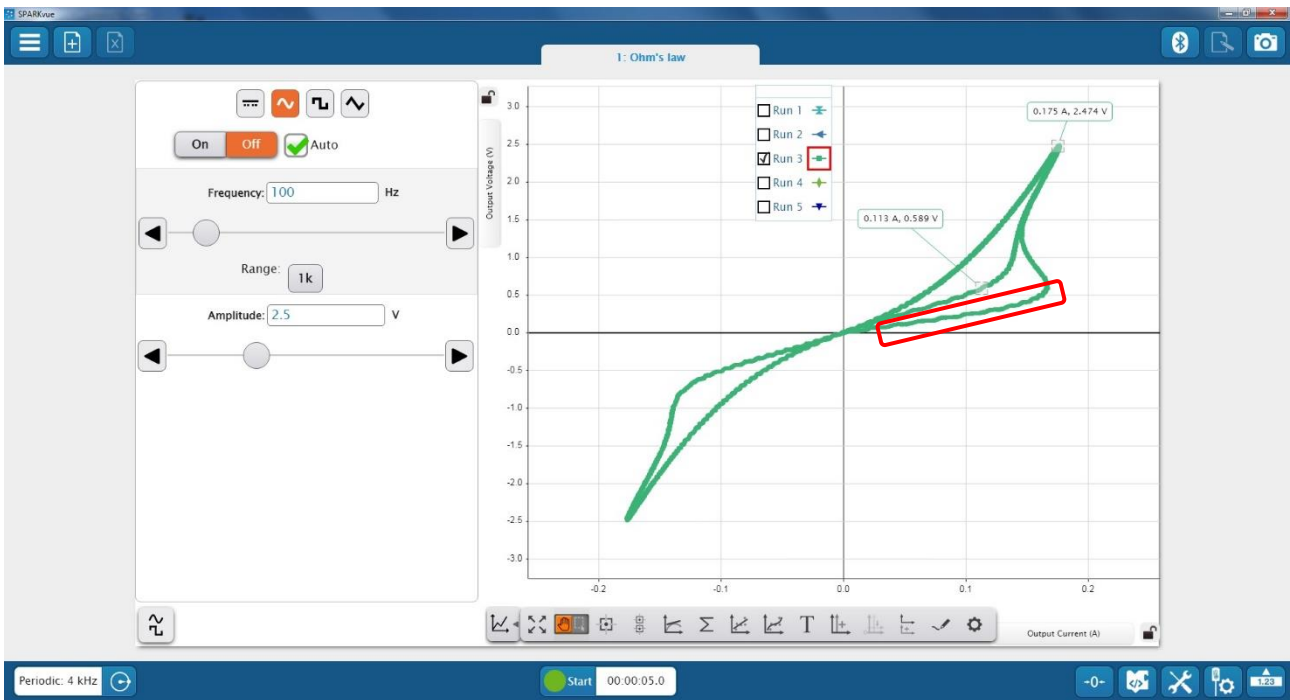 SPARKvue
1: Ohm's law
On Off Auto
Frequency: 100 Hz
Range: 1k
Amplitude: 2.5 V
Output Voltage (V)
3.0
2.5
2.0
1.5
1.0
0.5
0.0
-0.5
-1.0
-1.5
-2.0
-2.5
-3.0
Run 1
Run 2
Run 3
Run 4
Run 5
0.175 A, 2.474 V
0.113 A, 0.589 V
-0.2 -0.1 0.0 0.1 0.2
Output Current (A)
Σ T
Periodic: 4 kHz
Start 00:00:05.0
-0- </> 1.23